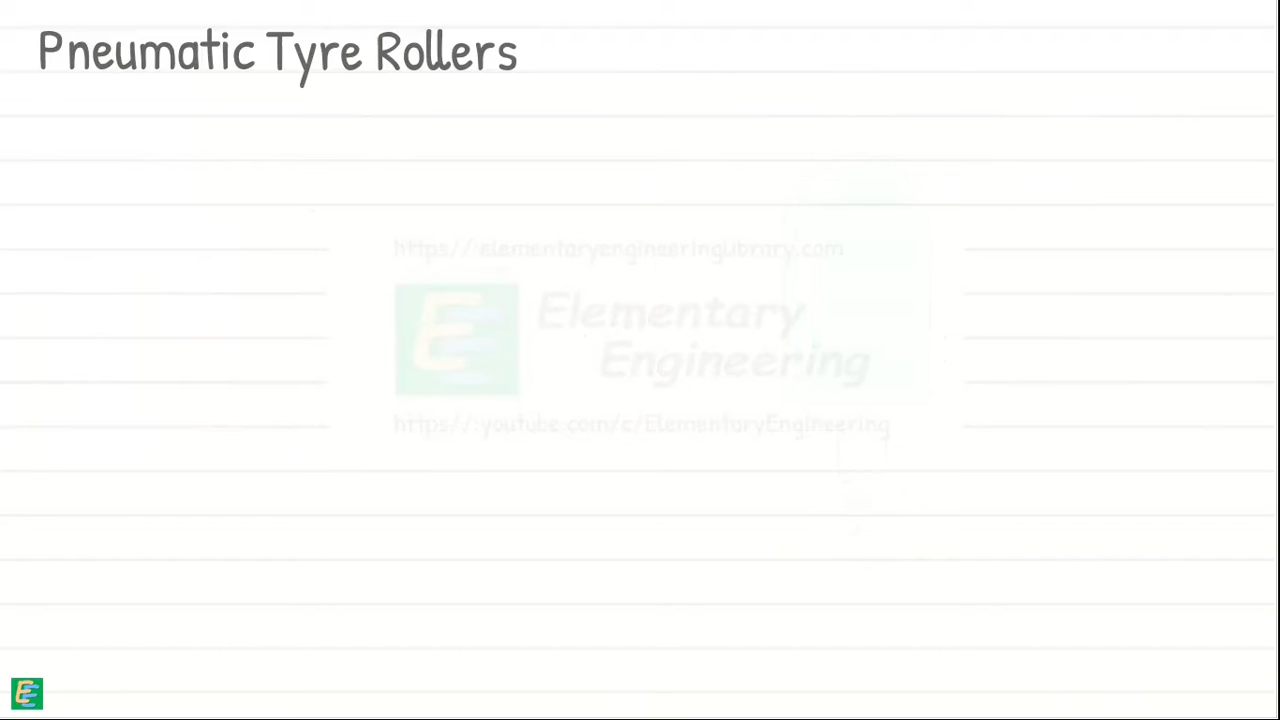 Pneumatic Tyre Rollers
https// elementaryengineeringlibrary.com
E Elementary
Engineering
https//:youtube.com/c/ElementaryEngineering